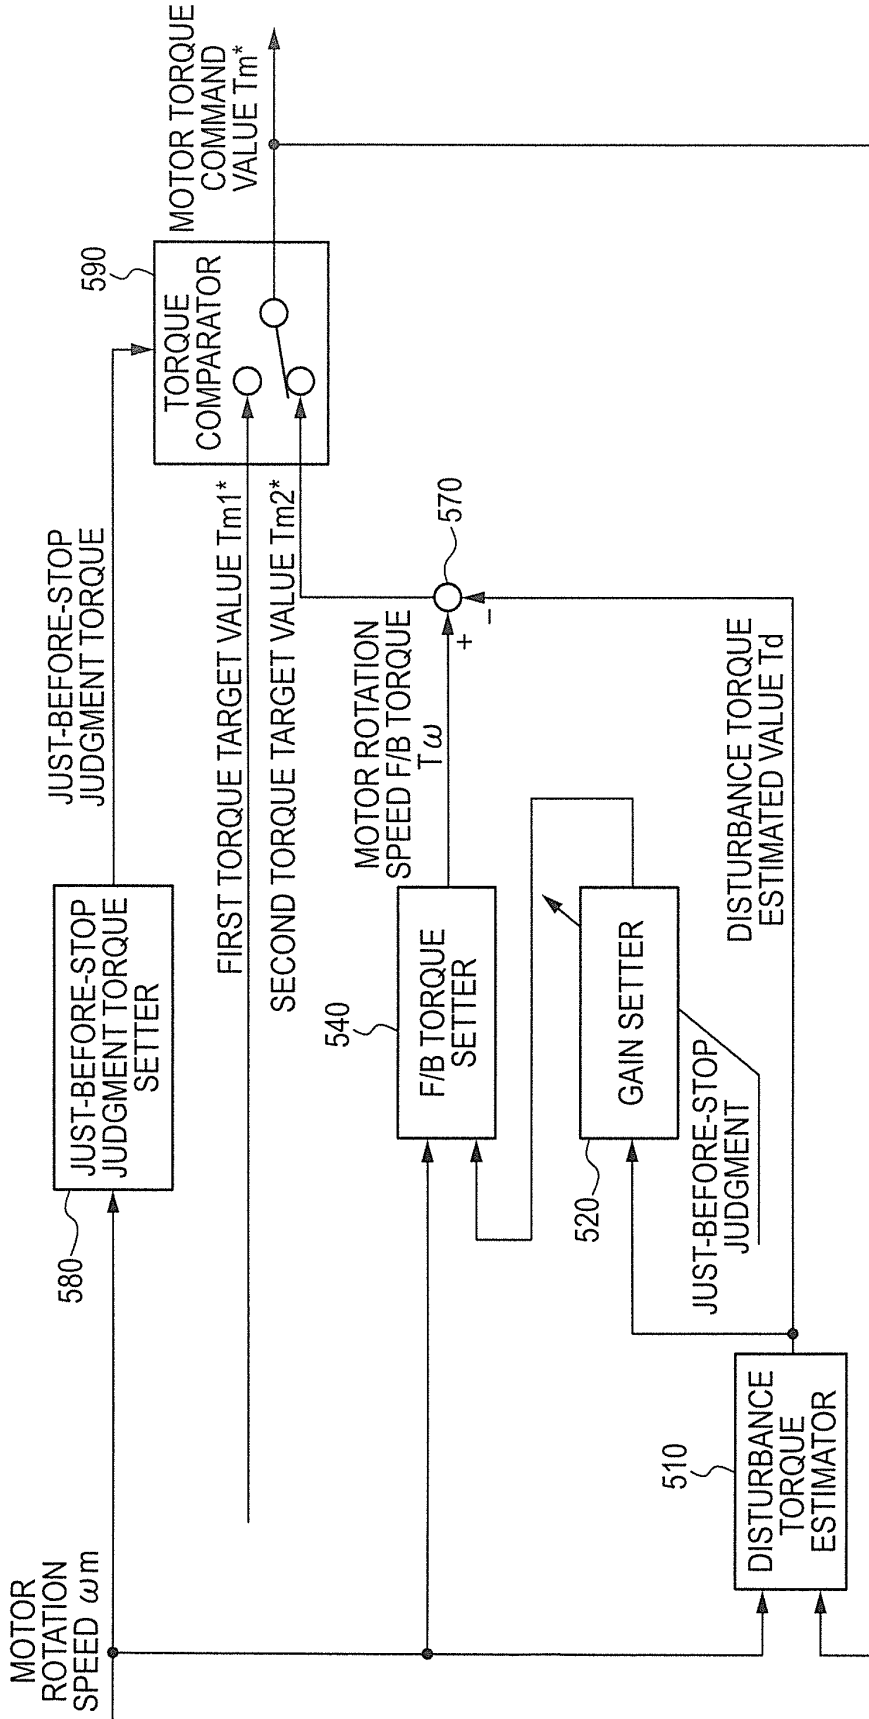 MOTOR
ROTATION
SPEED ωm
580
JUST-BEFORE-STOP
JUDGMENT TORQUE
SETTER
JUST-BEFORE-STOP
JUDGMENT TORQUE
590
TORQUE
COMPARATOR
MOTOR TORQUE
COMMAND
VALUE Tm*
FIRST TORQUE TARGET VALUE Tm1*
SECOND TORQUE TARGET VALUE Tm2*
540
F/B TORQUE
SETTER
MOTOR ROTATION
SPEED F/B TORQUE
Tω
+
−
570
520
GAIN SETTER
JUST-BEFORE-STOP
JUDGMENT
510
DISTURBANCE
TORQUE
ESTIMATOR
DISTURBANCE TORQUE
ESTIMATED VALUE Td